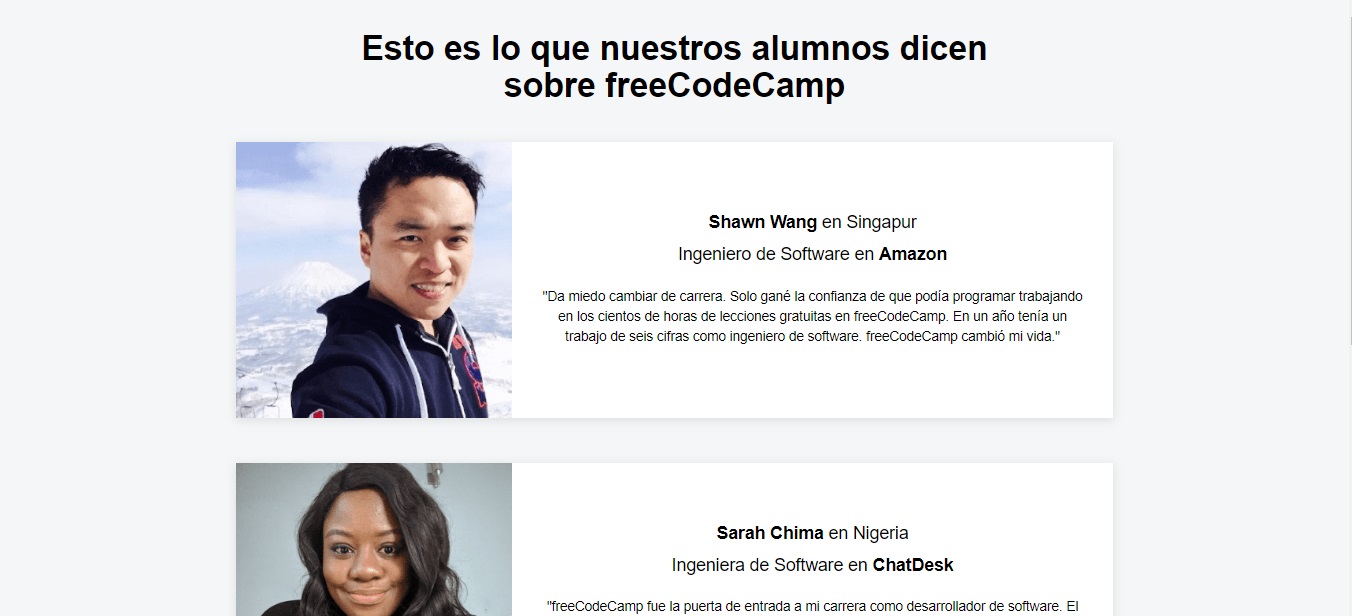 Esto es lo que nuestros alumnos dicen
sobre freeCodeCamp
Shawn Wang en Singapur
Ingeniero de Software en Amazon
"Da miedo cambiar de carrera. Solo gané la confianza de que podía programar trabajando
en los cientos de horas de lecciones gratuitas en freeCodeCamp. En un año tenía un
trabajo de seis cifras como ingeniero de software. freeCodeCamp cambió mi vida."
Sarah Chima en Nigeria
Ingeniera de Software en ChatDesk
"freeCodeCamp fue la puerta de entrada a mi carrera como desarrollador de software. El